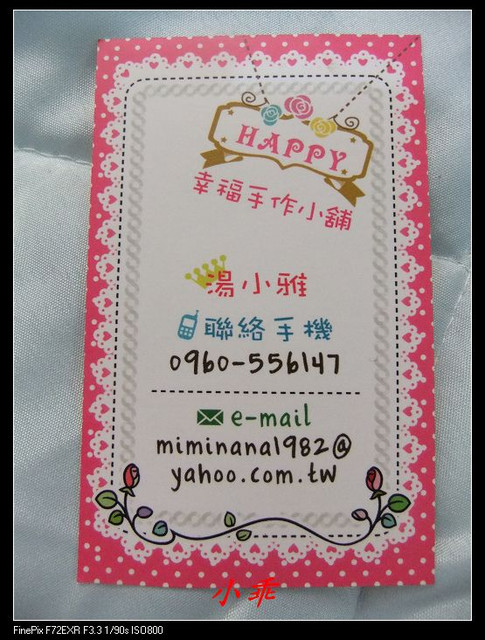 HAPPY
幸福手作小舖
湯小雅
聯絡手機
0960-556147
e-mail
miminana1982@
yahoo.com.tw
小乖
FinePix F72EXR F3.3 1/90s ISO800